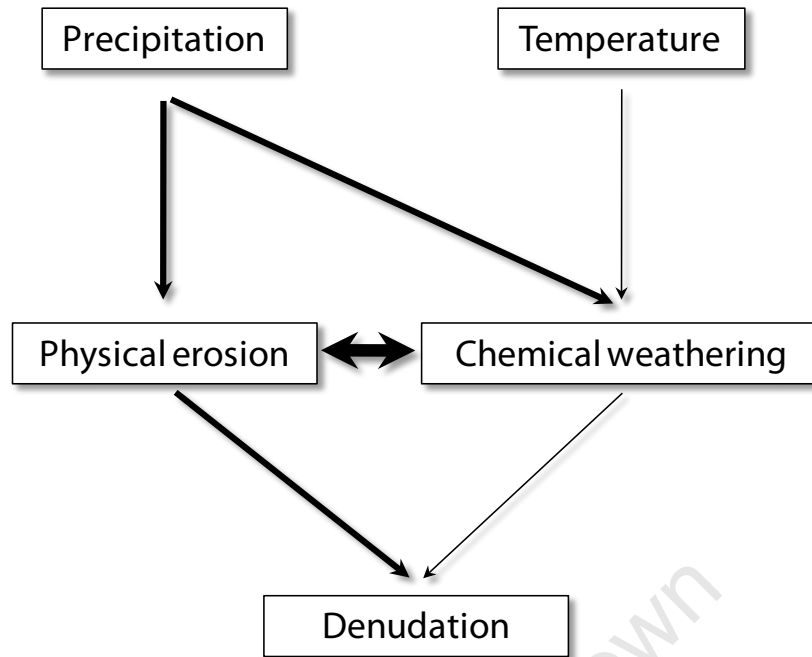 Precipitation
Temperature
Physical erosion
Chemical weathering
Denudation